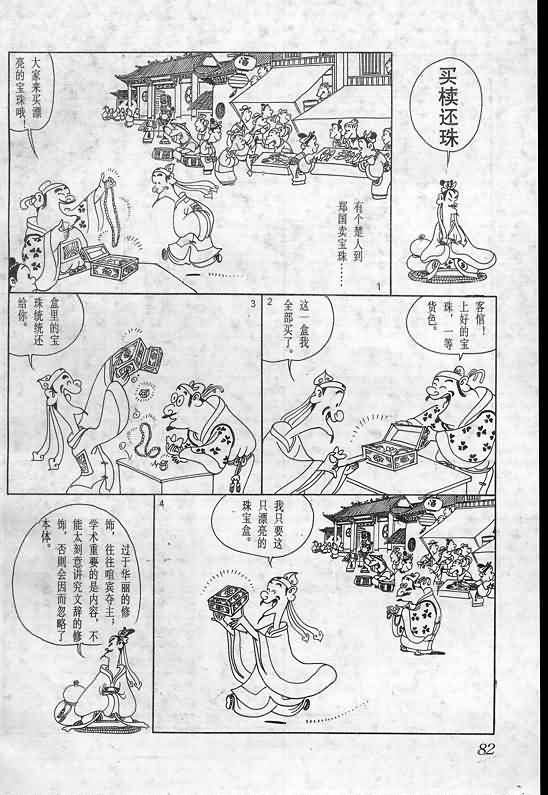 买椟还珠
有个楚人到
郑国卖宝珠……
大家来买漂
亮的宝珠哦！
1
客倌！
上好的宝
珠，一等
货色。
这一盒我
全部买了。
2
3
盒里的宝
珠统统还
给你。
4
我只要这
只漂亮的
珠宝盒。
过于华丽的修
饰，往往喧宾夺主；
学术重要的是内容，不
能太刻意讲究文辞的修
饰，否则会因而忽略了
本体。
82